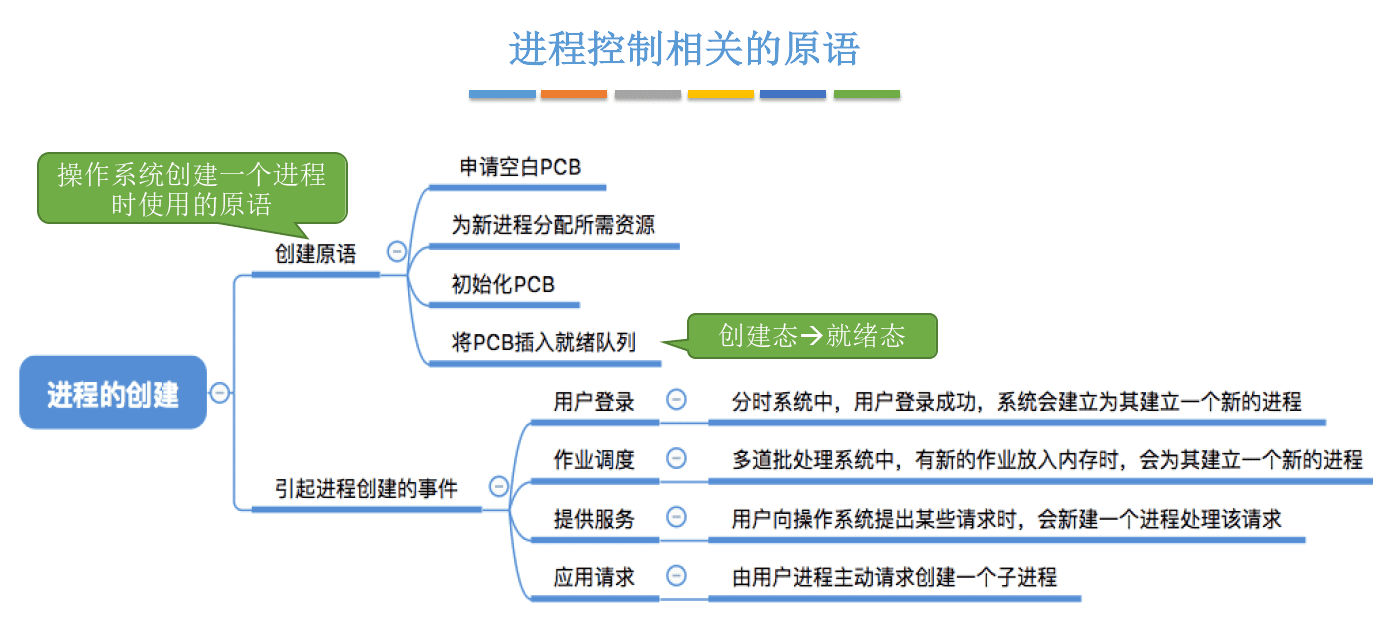 进程控制相关的原语
操作系统创建一个进程
时使用的原语
创建原语
申请空白PCB
为新进程分配所需资源
初始化PCB
将PCB插入就绪队列
创建态→就绪态
进程的创建
引起进程创建的事件
用户登录
分时系统中，用户登录成功，系统会建立为其建立一个新的进程
作业调度
多道批处理系统中，有新的作业放入内存时，会为其建立一个新的进程
提供服务
用户向操作系统提出某些请求时，会新建一个进程处理该请求
应用请求
由用户进程主动请求创建一个子进程